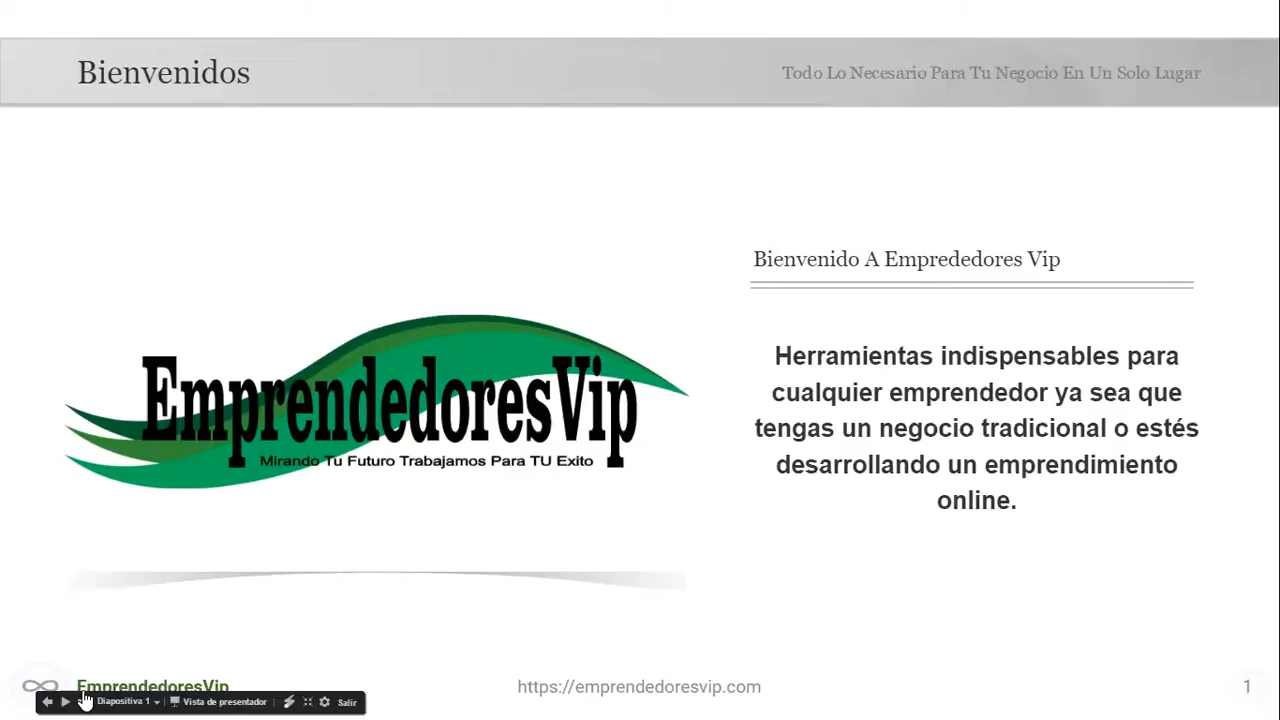 Bienvenidos
Todo Lo Necesario Para Tu Negocio En Un Solo Lugar
Bienvenido A Emprededores Vip
Herramientas indispensables para
cualquier emprendedor ya sea que
tengas un negocio tradicional o estés
desarrollando un emprendimiento
online.
EmprendedoresVip
Mirando Tu Futuro Trabajamos Para TU Exito
EmprendedoresVip
https://emprendedoresvip.com
1
Diapositiva 1
Vista de presentador
Salir